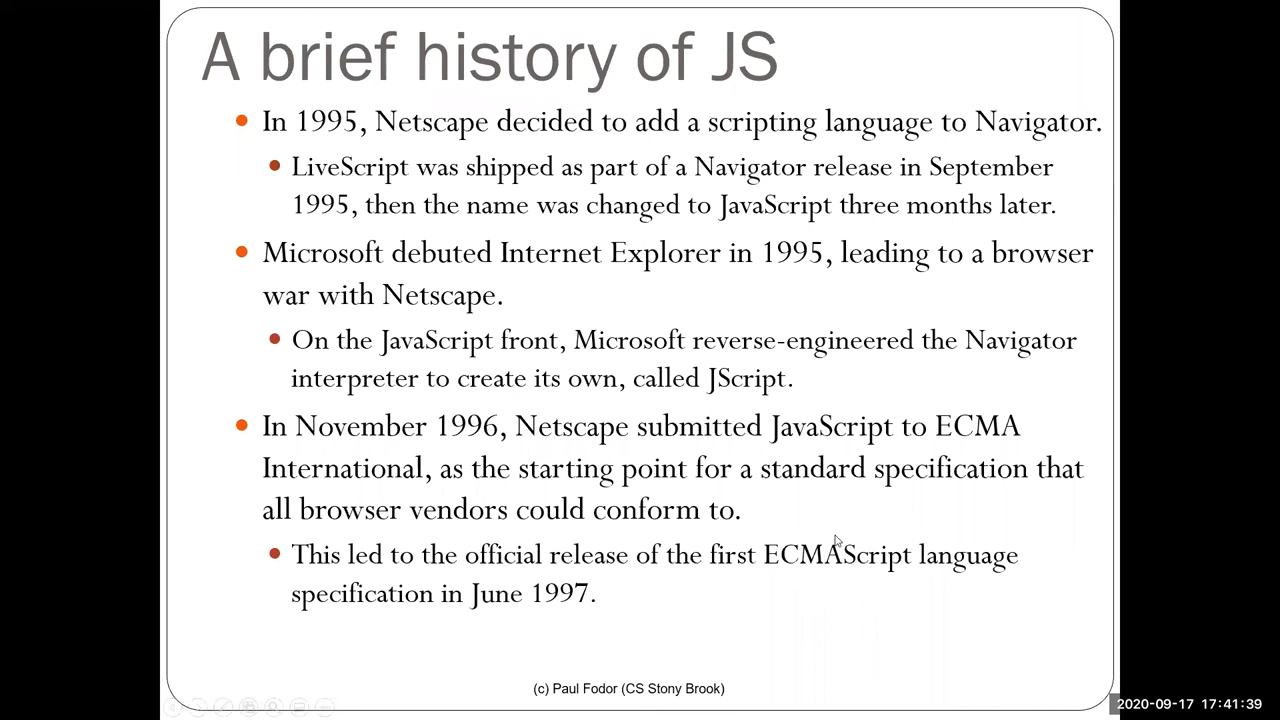 A brief history of JS
• In 1995, Netscape decided to add a scripting language to Navigator.
• LiveScript was shipped as part of a Navigator release in September
1995, then the name was changed to JavaScript three months later.
• Microsoft debuted Internet Explorer in 1995, leading to a browser
war with Netscape.
• On the JavaScript front, Microsoft reverse-engineered the Navigator
interpreter to create its own, called JScript.
• In November 1996, Netscape submitted JavaScript to ECMA
International, as the starting point for a standard specification that
all browser vendors could conform to.
• This led to the official release of the first ECMAScript language
specification in June 1997.
(c) Paul Fodor (CS Stony Brook)
2020-09-17 17:41:39